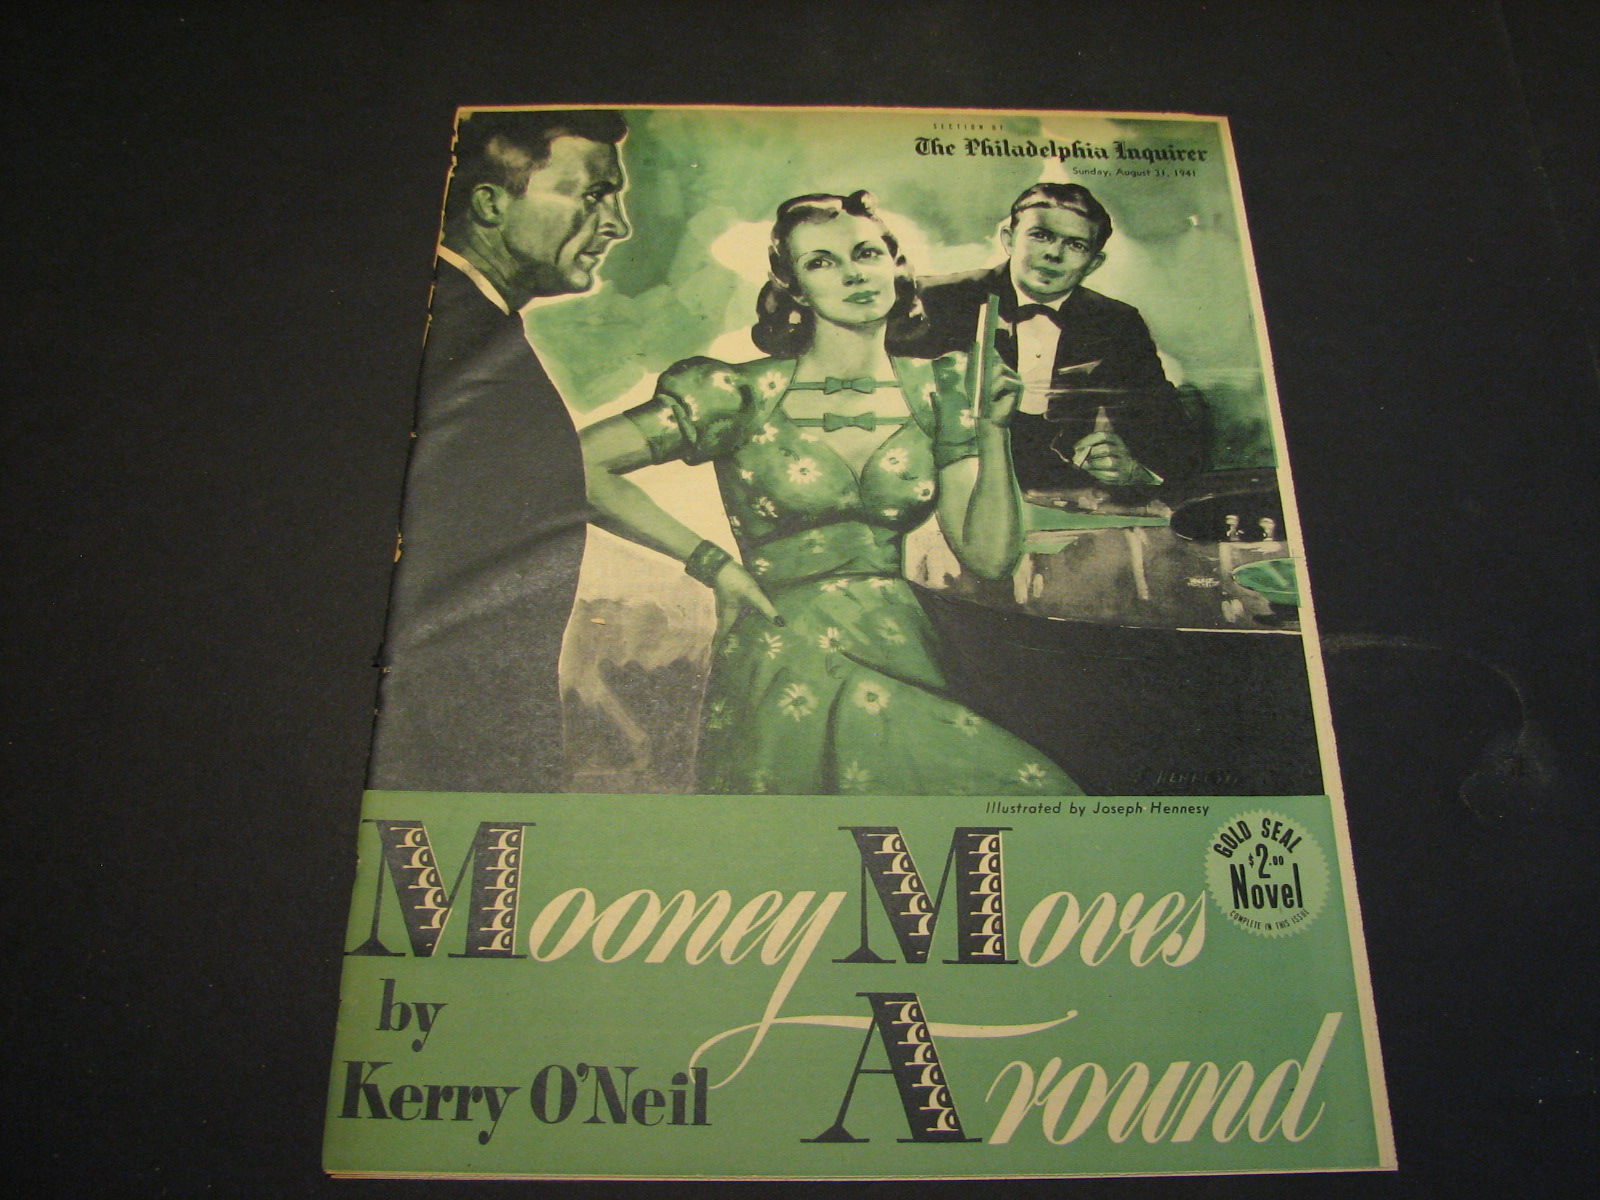 SECTION OF
The Philadelphia Inquirer
Sunday, August 31, 1941
J. HENNESY
Illustrated by Joseph Hennesy
GOLD SEAL
$2.00
Novel
COMPLETE IN THIS ISSUE
Mooney Moves
Around
by
Kerry O'Neil